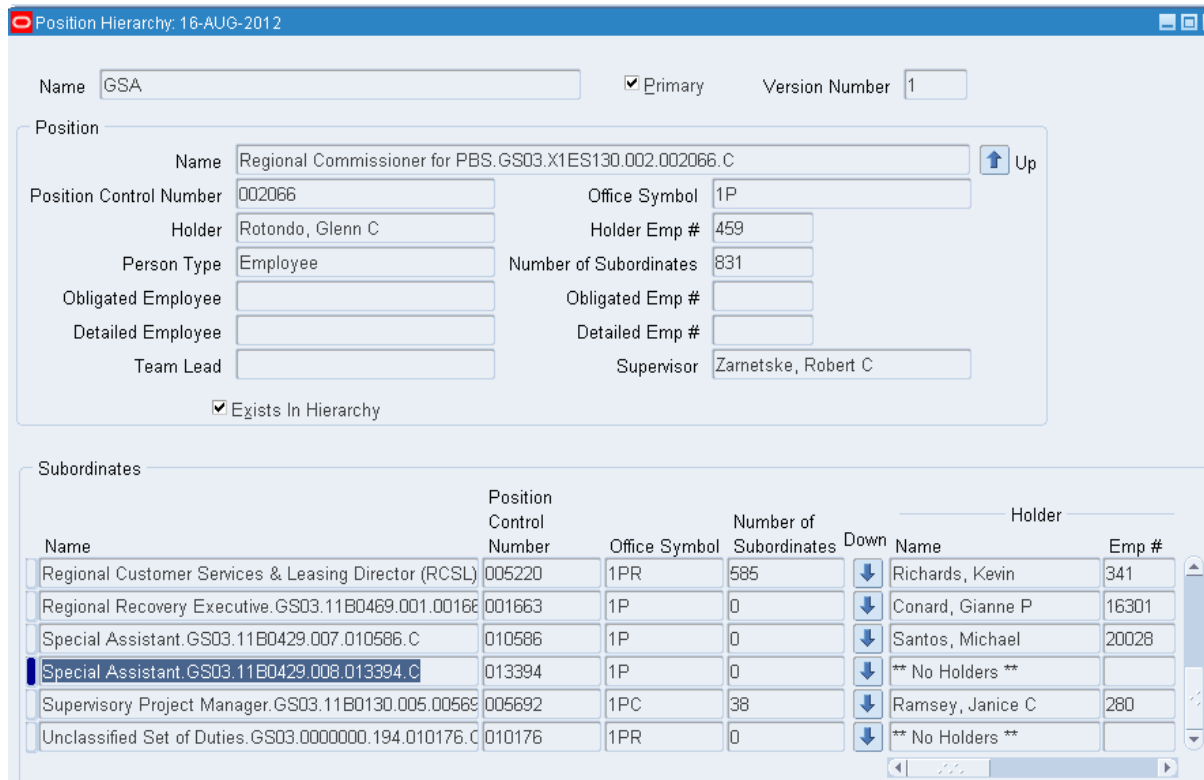 Position Hierarchy: 16-AUG-2012
Name GSA Primary Version Number 1
Position
Name Regional Commissioner for PBS.GS03.X1ES130.002.002066.C Up
Position Control Number 002066 Office Symbol 1P
Holder Rotondo, Glenn C Holder Emp # 459
Person Type Employee Number of Subordinates 831
Obligated Employee Obligated Emp #
Detailed Employee Detailed Emp #
Team Lead Supervisor Zarnetske, Robert C
Exists In Hierarchy
Subordinates
Position
Control Number of Holder
Name Number Office Symbol Subordinates Down Name Emp #
Regional Customer Services & Leasing Director (RCSL) 005220 1PR 585 Richards, Kevin 341
Regional Recovery Executive.GS03.11B0469.001.00166 001663 1P 0 Conard, Gianne P 16301
Special Assistant.GS03.11B0429.007.010586.C 010586 1P 0 Santos, Michael 20028
Special Assistant.GS03.11B0429.008.013394.C 013394 1P 0 ** No Holders **
Supervisory Project Manager.GS03.11B0130.005.00569 005692 1PC 38 Ramsey, Janice C 280
Unclassified Set of Duties.GS03.0000000.194.010176.C 010176 1PR 0 ** No Holders **